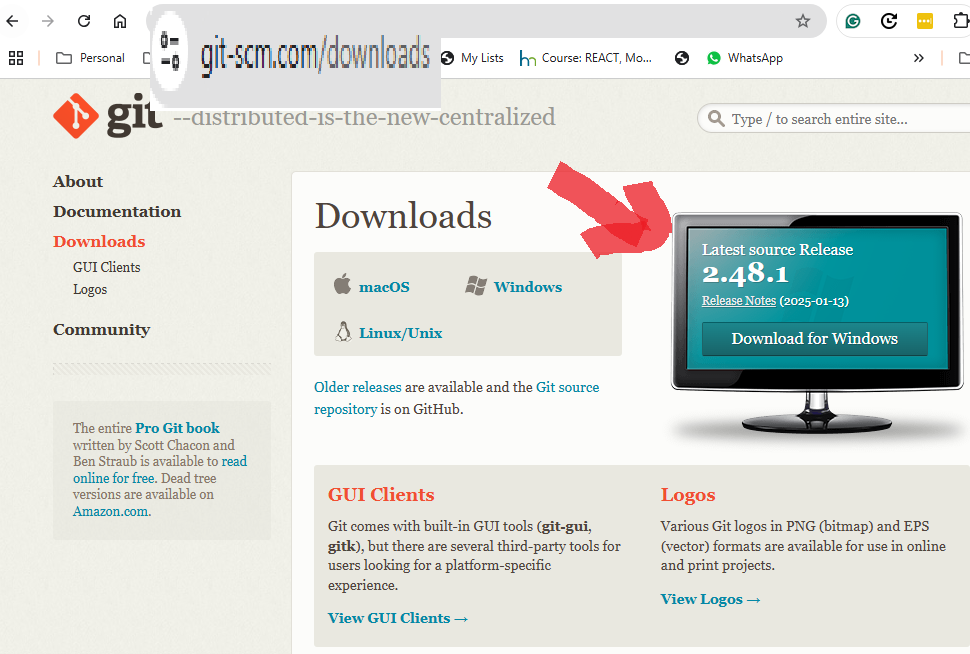 git-scm.com/downloads
Personal
My Lists
Course: REACT, Mo...
WhatsApp
»
git --distributed-is-the-new-centralized
Type / to search entire site...
About
Documentation
Downloads
GUI Clients
Logos
Community
The entire Pro Git book
written by Scott Chacon and
Ben Straub is available to read
online for free. Dead tree
versions are available on
Amazon.com.
Downloads
macOS
Windows
Linux/Unix
Older releases are available and the Git source
repository is on GitHub.
Latest source Release
2.48.1
Release Notes (2025-01-13)
Download for Windows
GUI Clients
Git comes with built-in GUI tools (git-gui,
gitk), but there are several third-party tools for
users looking for a platform-specific
experience.
View GUI Clients →
Logos
Various Git logos in PNG (bitmap) and EPS
(vector) formats are available for use in online
and print projects.
View Logos →